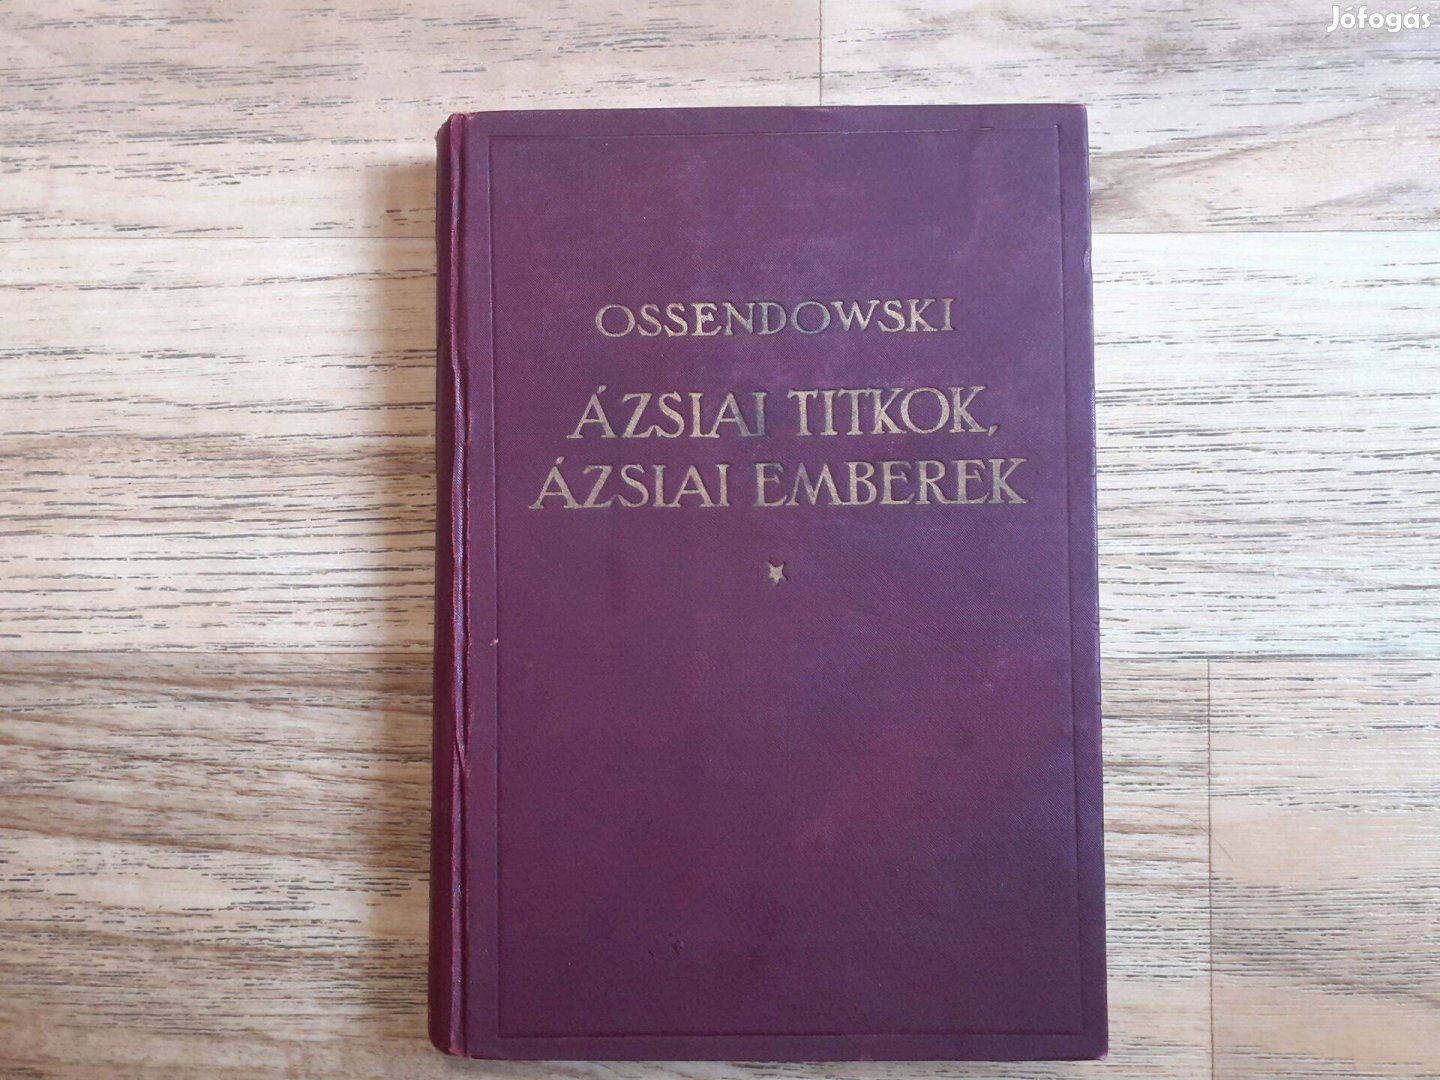 Jófogás
OSSENDOWSKI
ÁZSIAI TITKOK,
ÁZSIAI EMBEREK